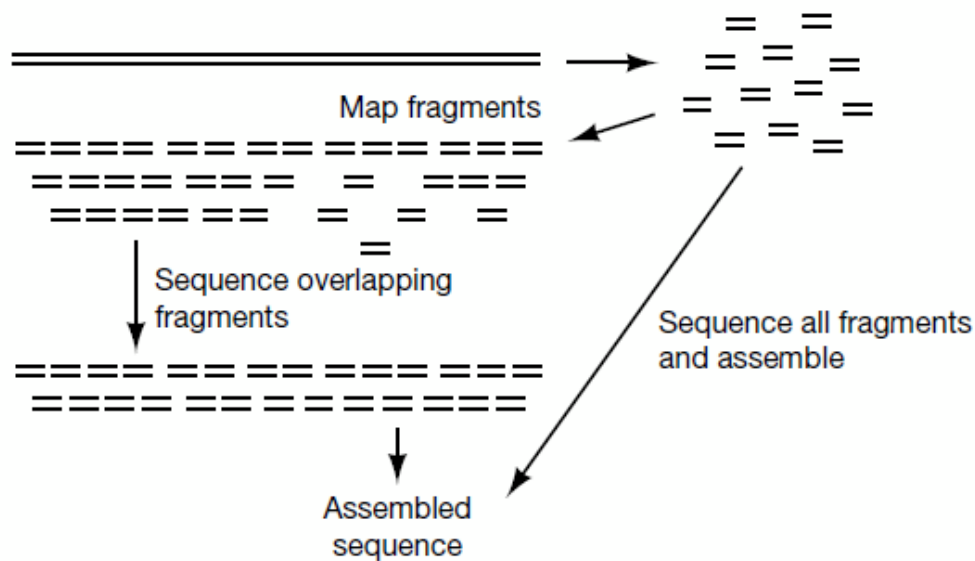 Map fragments
Sequence overlapping
fragments
Sequence all fragments
and assemble
Assembled
sequence